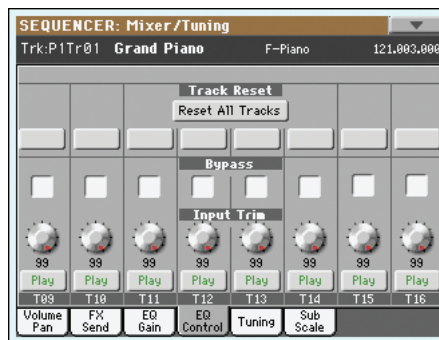 SEQUENCER: Mixer/Tuning
Trk:P1Tr01 Grand Piano F-Piano 121.003.000
Track Reset
Reset All Tracks
Bypass
Input Trim
99 99 99 99 99 99 99 99
Play Play Play Play Play Play Play Play
T09 T10 T11 T12 T13 T14 T15 T16
Volume Pan FX Send EQ Gain EQ Control Tuning Sub Scale